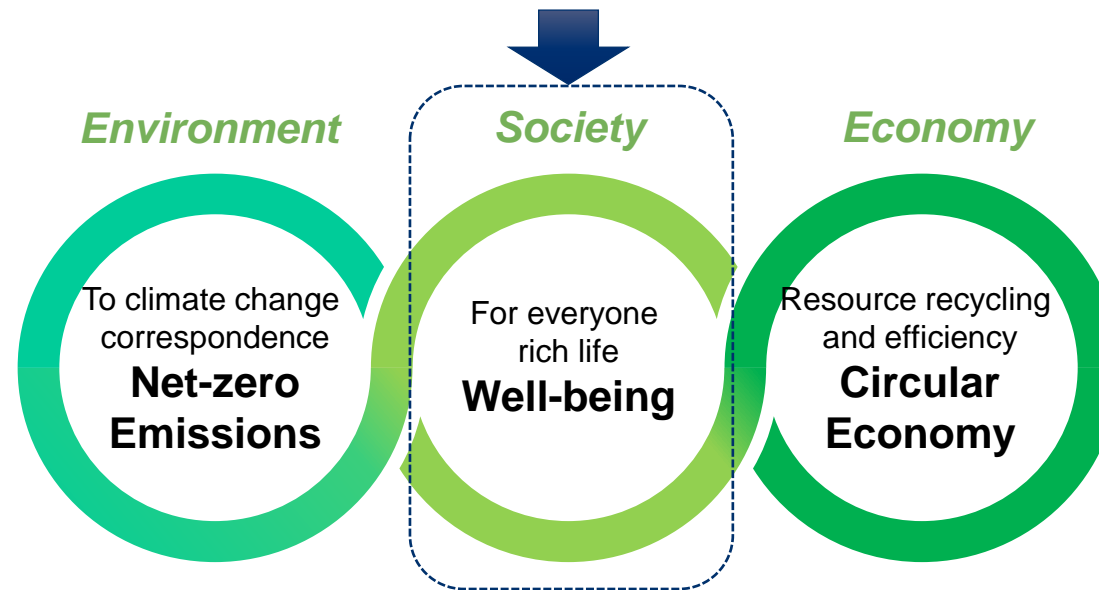 Environment
Society
Economy
To climate change
correspondence
Net-zero
Emissions
For everyone
rich life
Well-being
Resource recycling
and efficiency
Circular
Economy